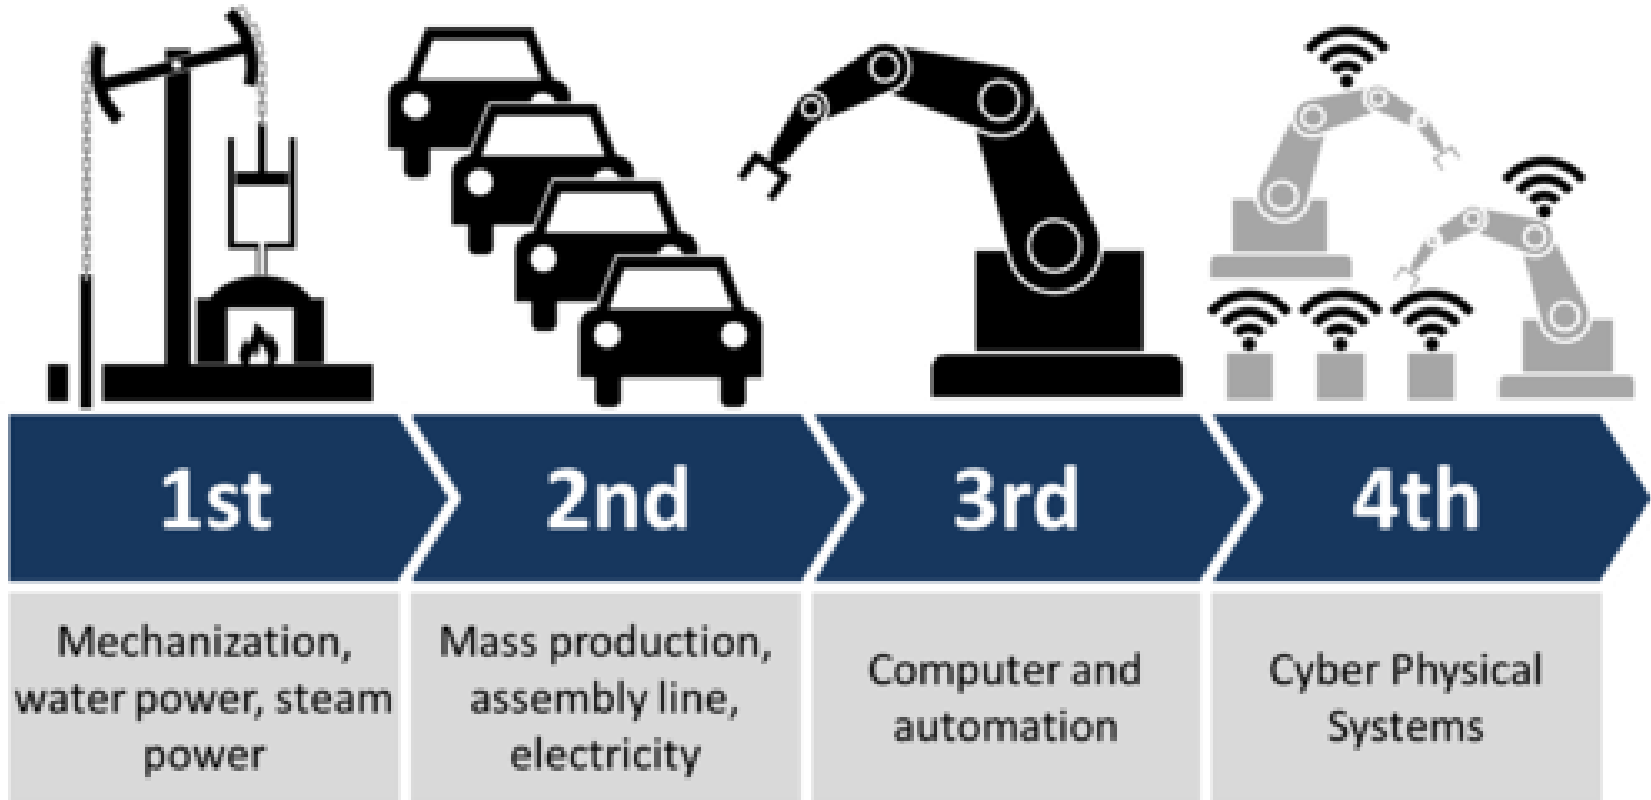 1st
2nd
3rd
4th
Mechanization,
water power, steam
power
Mass production,
assembly line,
electricity
Computer and
automation
Cyber Physical
Systems